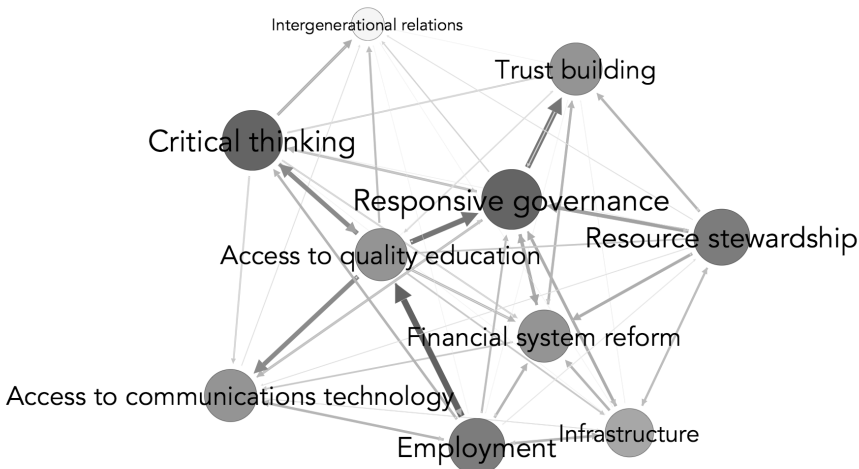 Intergenerational relations
Trust building
Critical thinking
Responsive governance
Resource stewardship
Access to quality education
Financial system reform
Access to communications technology
Infrastructure
Employment